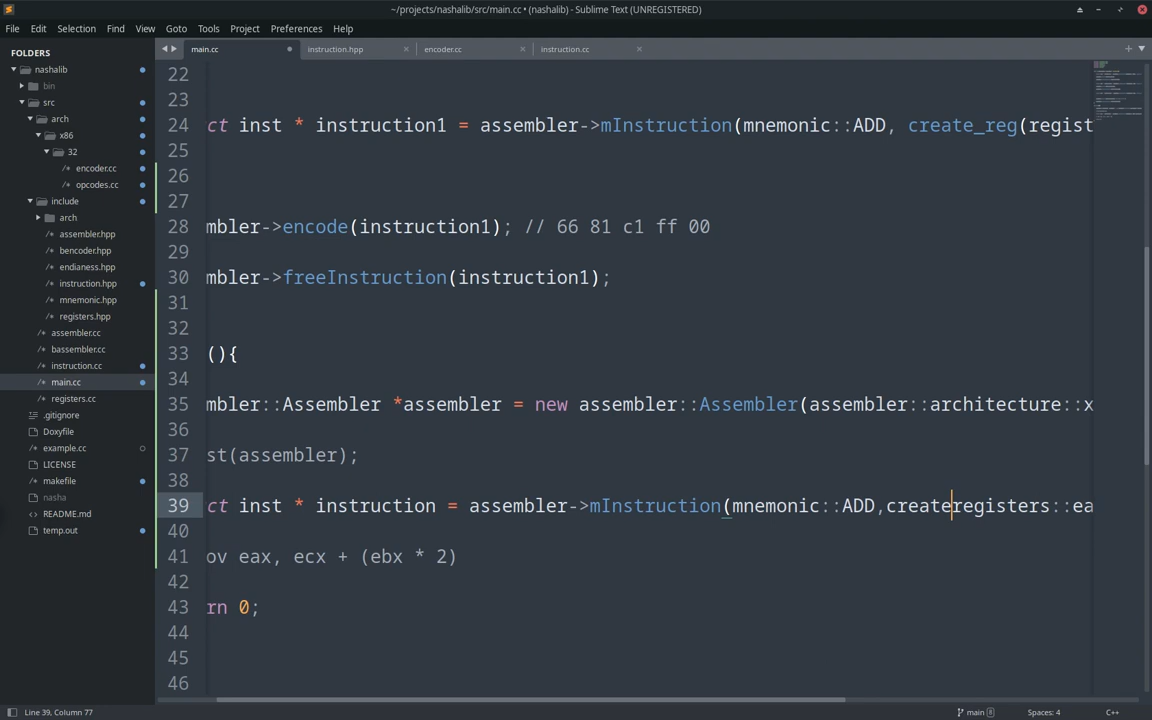 ~/projects/nashalib/src/main.cc • (nashalib) - Sublime Text (UNREGISTERED)
File Edit Selection Find View Goto Tools Project Preferences Help
FOLDERS
nashalib
bin
src
arch
x86
32
/* encoder.cc
/* opcodes.cc
include
arch
/* assembler.hpp
/* bencoder.hpp
/* endianess.hpp
/* instruction.hpp
/* mnemonic.hpp
/* registers.hpp
/* assembler.cc
/* bassembler.cc
/* instruction.cc
/* main.cc
/* registers.cc
.gitignore
Doxyfile
/* example.cc
LICENSE
makefile
nasha
<> README.md
temp.out
main.cc instruction.hpp encoder.cc instruction.cc
22
23
24 ct inst * instruction1 = assembler->mInstruction(mnemonic::ADD, create_reg(regist
25
26
27
28 mbler->encode(instruction1); // 66 81 c1 ff 00
29
30 mbler->freeInstruction(instruction1);
31
32
33 (){
34
35 mbler::Assembler *assembler = new assembler::Assembler(assembler::architecture::x
36
37 st(assembler);
38
39 ct inst * instruction = assembler->mInstruction(mnemonic::ADD,createregisters::ea
40
41 ov eax, ecx + (ebx * 2)
42
43 rn 0;
44
45
46
Line 39, Column 77 main 8 Spaces: 4 C++